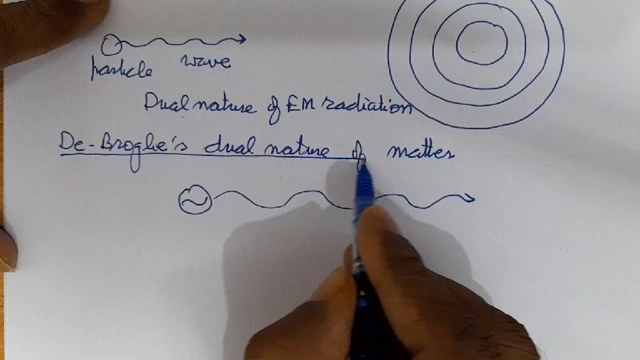 particle wave
Dual nature of EM radiation
De-Broglie's dual nature of matter